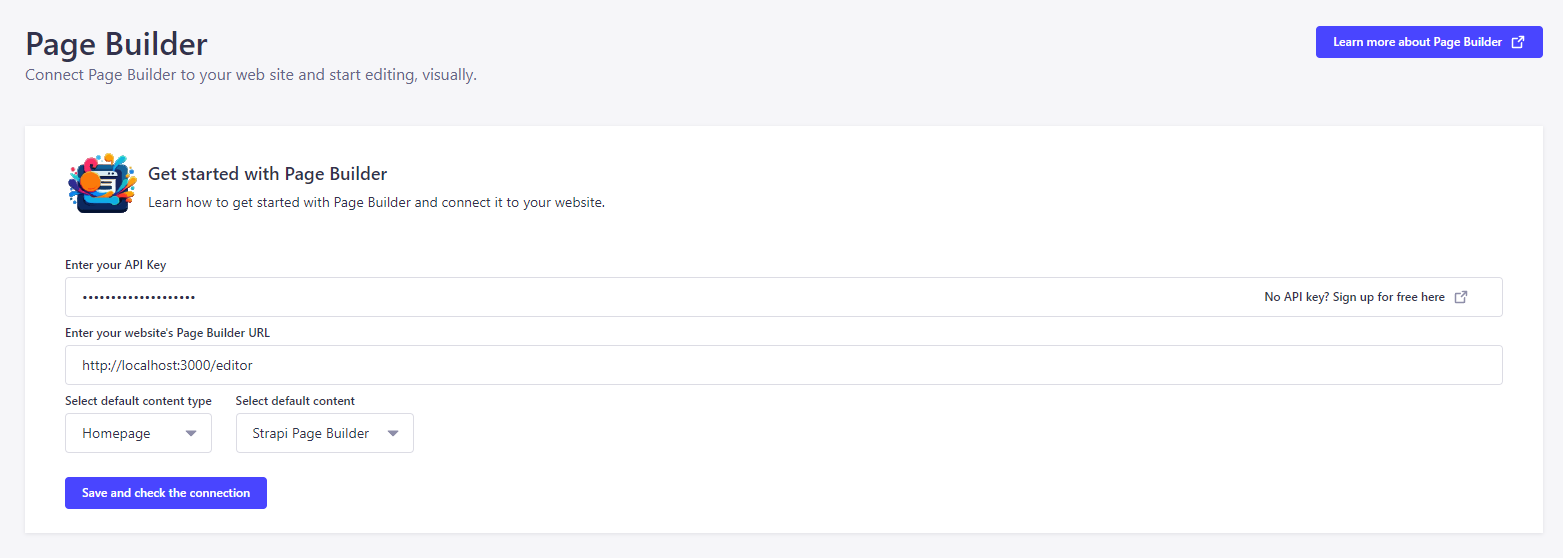 Page Builder
Learn more about Page Builder
Connect Page Builder to your web site and start editing, visually.
Get started with Page Builder
Learn how to get started with Page Builder and connect it to your website.
Enter your API Key
••••••••••••••••••••
No API key? Sign up for free here
Enter your website's Page Builder URL
http://localhost:3000/editor
Select default content type
Select default content
Homepage
Strapi Page Builder
Save and check the connection